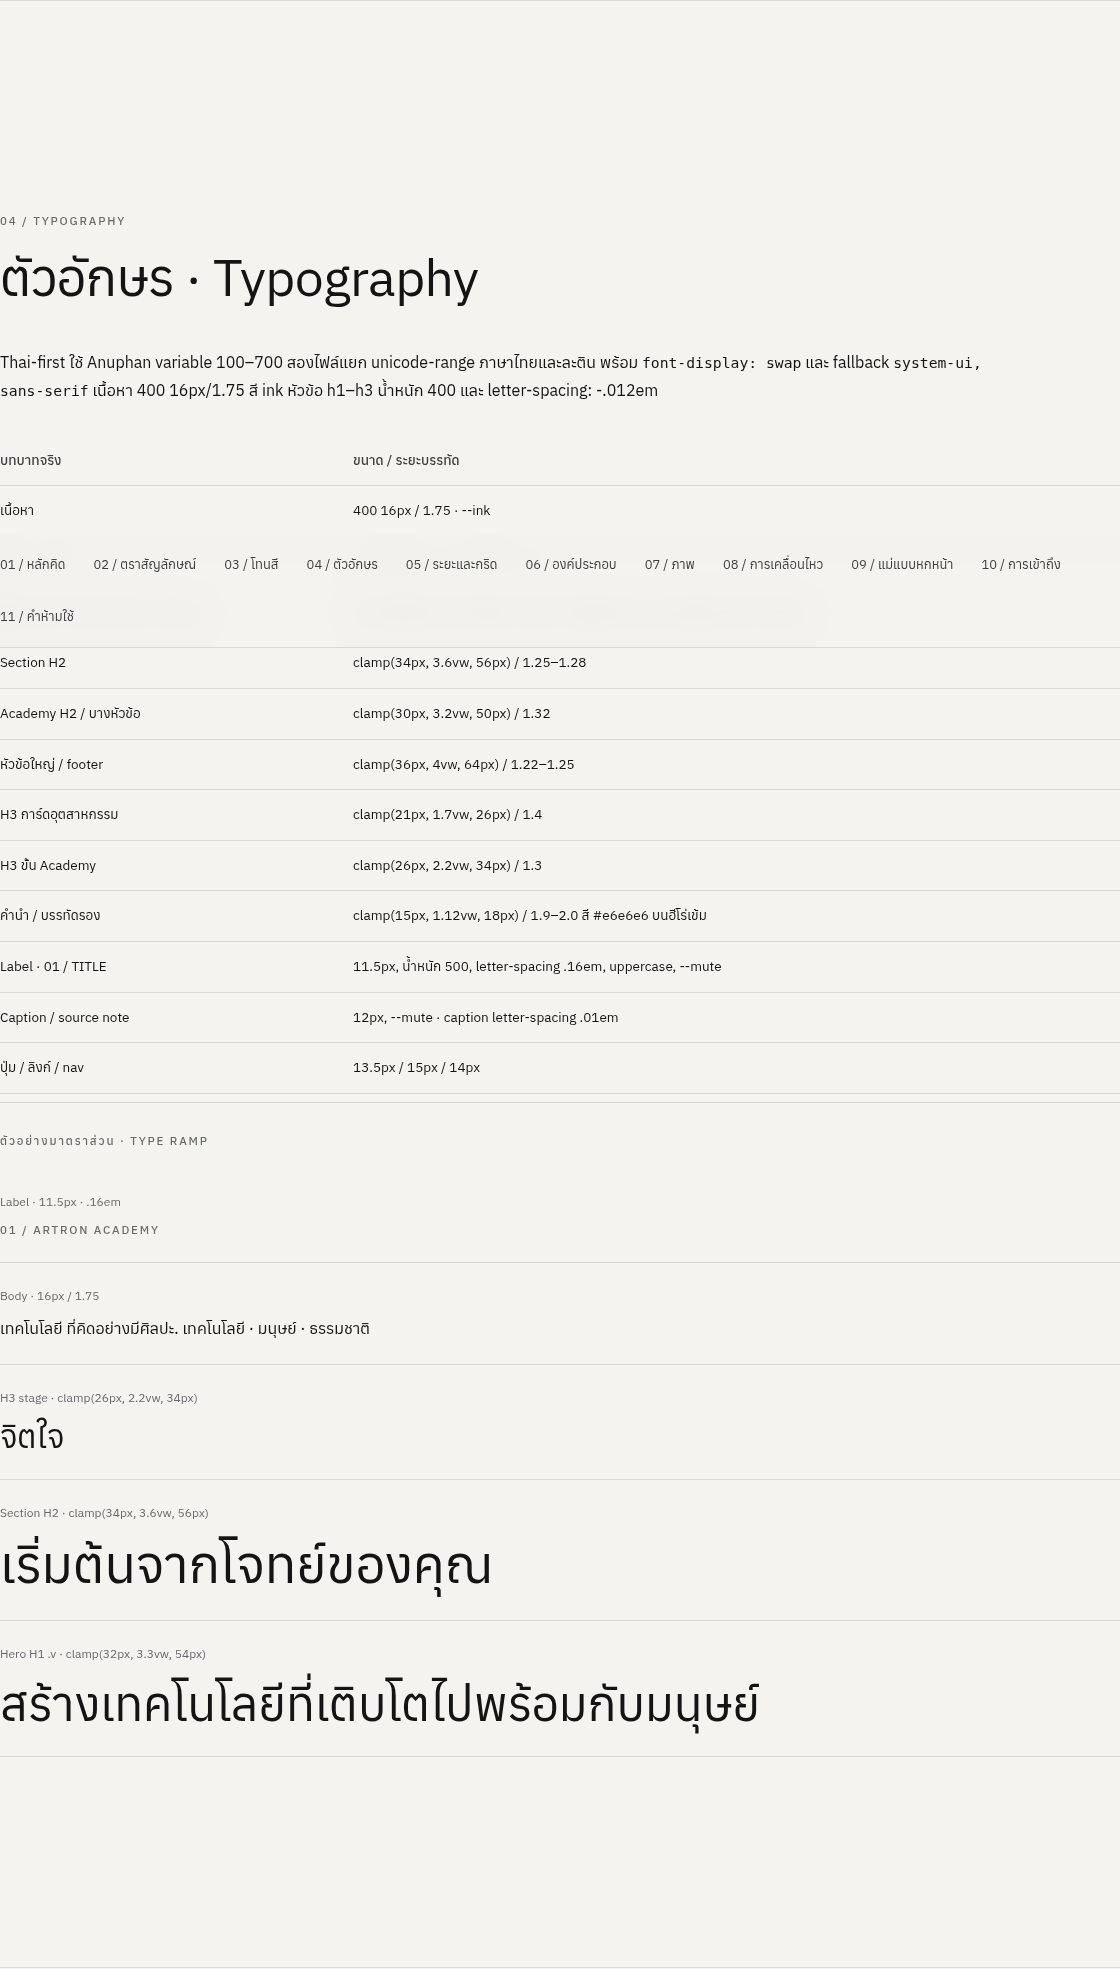 04 / TYPOGRAPHY
ตัวอักษร · Typography
Thai-first ใช้ Anuphan variable 100–700 สองไฟล์แยก unicode-range ภาษาไทยและละติน พร้อม font-display: swap และ fallback system-ui,
sans-serif เนื้อหา 400 16px/1.75 สี ink หัวข้อ h1–h3 น้ำหนัก 400 และ letter-spacing: -.012em
บทบาทจริง ขนาด / ระยะบรรทัด
เนื้อหา 400 16px / 1.75 · --ink
01 / หลักคิด 02 / ตราสัญลักษณ์ 03 / โทนสี 04 / ตัวอักษร 05 / ระยะและกริด 06 / องค์ประกอบ 07 / ภาพ 08 / การเคลื่อนไหว 09 / แม่แบบหกหน้า 10 / การเข้าถึง
11 / คำห้ามใช้
Section H2 clamp(34px, 3.6vw, 56px) / 1.25–1.28
Academy H2 / บางหัวข้อ clamp(30px, 3.2vw, 50px) / 1.32
หัวข้อใหญ่ / footer clamp(36px, 4vw, 64px) / 1.22–1.25
H3 การ์ดอุตสาหกรรม clamp(21px, 1.7vw, 26px) / 1.4
H3 ขั้น Academy clamp(26px, 2.2vw, 34px) / 1.3
คำนำ / บรรทัดรอง clamp(15px, 1.12vw, 18px) / 1.9–2.0 สี #e6e6e6 บนฮีโร่เข้ม
Label · 01 / TITLE 11.5px, น้ำหนัก 500, letter-spacing .16em, uppercase, --mute
Caption / source note 12px, --mute · caption letter-spacing .01em
ปุ่ม / ลิงก์ / nav 13.5px / 15px / 14px
ตัวอย่างมาตราส่วน · TYPE RAMP
Label · 11.5px · .16em
01 / ARTRON ACADEMY
Body · 16px / 1.75
เทคโนโลยี ที่คิดอย่างมีศิลปะ. เทคโนโลยี · มนุษย์ · ธรรมชาติ
H3 stage · clamp(26px, 2.2vw, 34px)
จิตใจ
Section H2 · clamp(34px, 3.6vw, 56px)
เริ่มต้นจากโจทย์ของคุณ
Hero H1 .v · clamp(32px, 3.3vw, 54px)
สร้างเทคโนโลยีที่เติบโตไปพร้อมกับมนุษย์